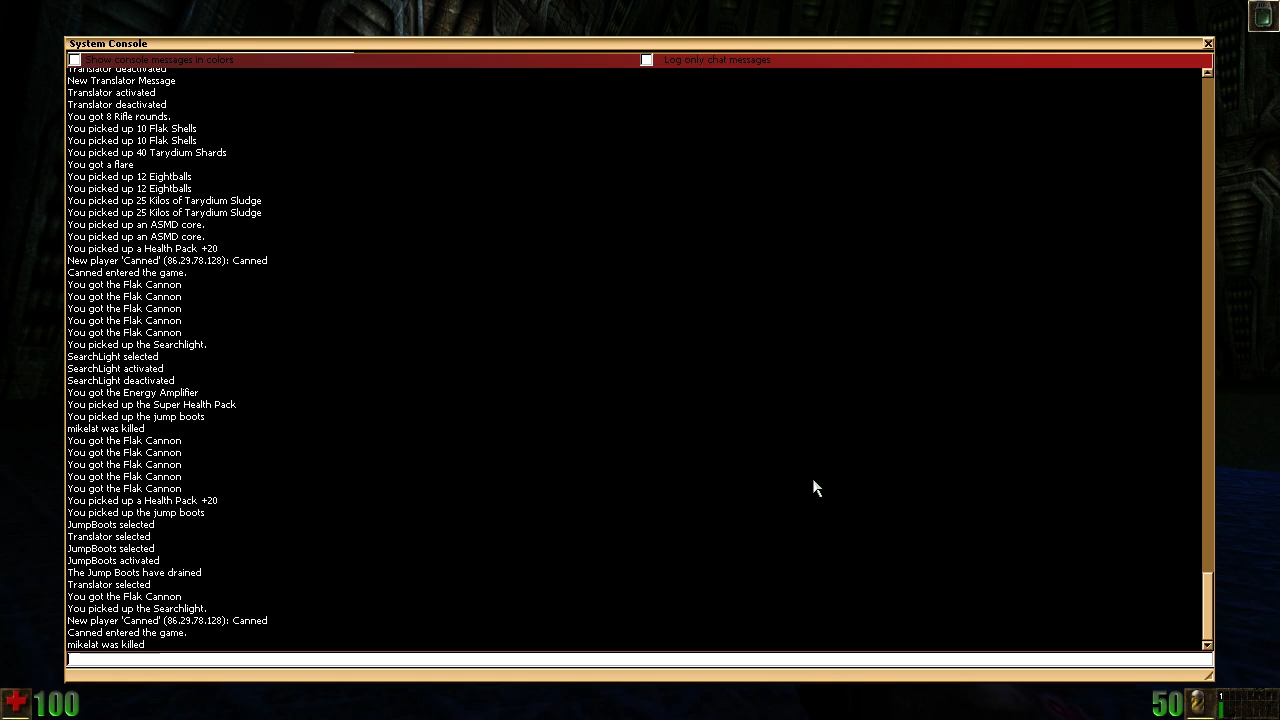 System Console
Show console messages in colors
Log only chat messages
Translator deactivated
New Translator Message
Translator activated
Translator deactivated
You got 8 Rifle rounds.
You picked up 10 Flak Shells
You picked up 10 Flak Shells
You picked up 40 Tarydium Shards
You got a flare
You picked up 12 Eightballs
You picked up 12 Eightballs
You picked up 25 Kilos of Tarydium Sludge
You picked up 25 Kilos of Tarydium Sludge
You picked up an ASMD core.
You picked up an ASMD core.
You picked up a Health Pack +20
New player 'Canned' (86.29.78.128): Canned
Canned entered the game.
You got the Flak Cannon
You got the Flak Cannon
You got the Flak Cannon
You got the Flak Cannon
You got the Flak Cannon
You picked up the Searchlight.
SearchLight selected
SearchLight activated
SearchLight deactivated
You got the Energy Amplifier
You picked up the Super Health Pack
You picked up the jump boots
mikelat was killed
You got the Flak Cannon
You got the Flak Cannon
You got the Flak Cannon
You got the Flak Cannon
You got the Flak Cannon
You picked up a Health Pack +20
You picked up the jump boots
JumpBoots selected
Translator selected
JumpBoots selected
JumpBoots activated
The Jump Boots have drained
Translator selected
You got the Flak Cannon
You picked up the Searchlight.
New player 'Canned' (86.29.78.128): Canned
Canned entered the game.
mikelat was killed
100
50
1